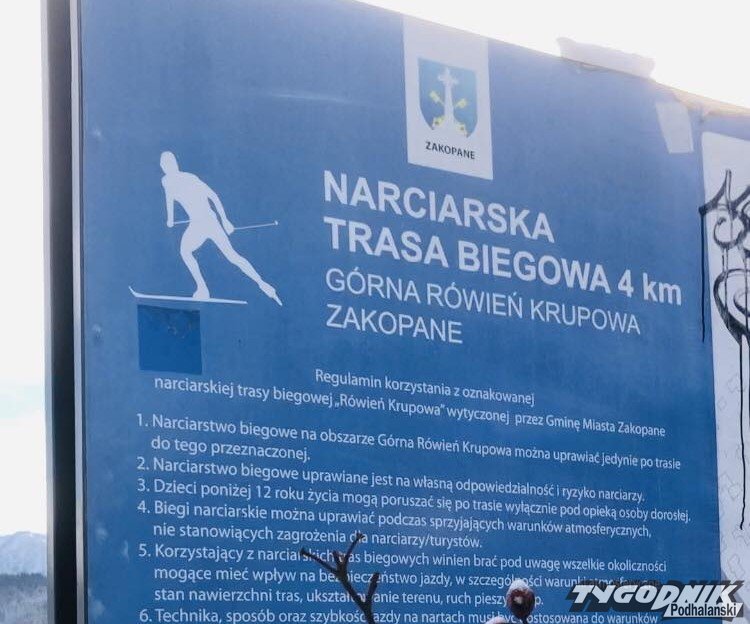 ZAKOPANE
NARCIARSKA
TRASA BIEGOWA 4 km
GÓRNA RÓWIEŃ KRUPOWA
ZAKOPANE
Regulamin korzystania z oznakowanej
narciarskiej trasy biegowej „Rówień Krupowa" wytyczonej przez Gminę Miasta Zakopane
1. Narciarstwo biegowe na obszarze Górna Rówień Krupowa można uprawiać jedynie po trasie
do tego przeznaczonej.
2. Narciarstwo biegowe uprawiane jest na własną odpowiedzialność i ryzyko narciarzy.
3. Dzieci poniżej 12 roku życia mogą poruszać się po trasie wyłącznie pod opieką osoby dorosłej.
4. Biegi narciarskie można uprawiać podczas sprzyjających warunków atmosferycznych,
nie stanowiących zagrożenia dla narciarzy/turystów.
5. Korzystający z narciarskich tras biegowych winien brać pod uwagę wszelkie okoliczności
mogące mieć wpływ na bezpieczeństwo jazdy, w szczególności
stan nawierzchni tras, ukształtowanie terenu, ruch
6. Technika, sposób oraz szybkość jazdy na nartach musi być dostosowana do warunków
TYGODNIK
Podhalański